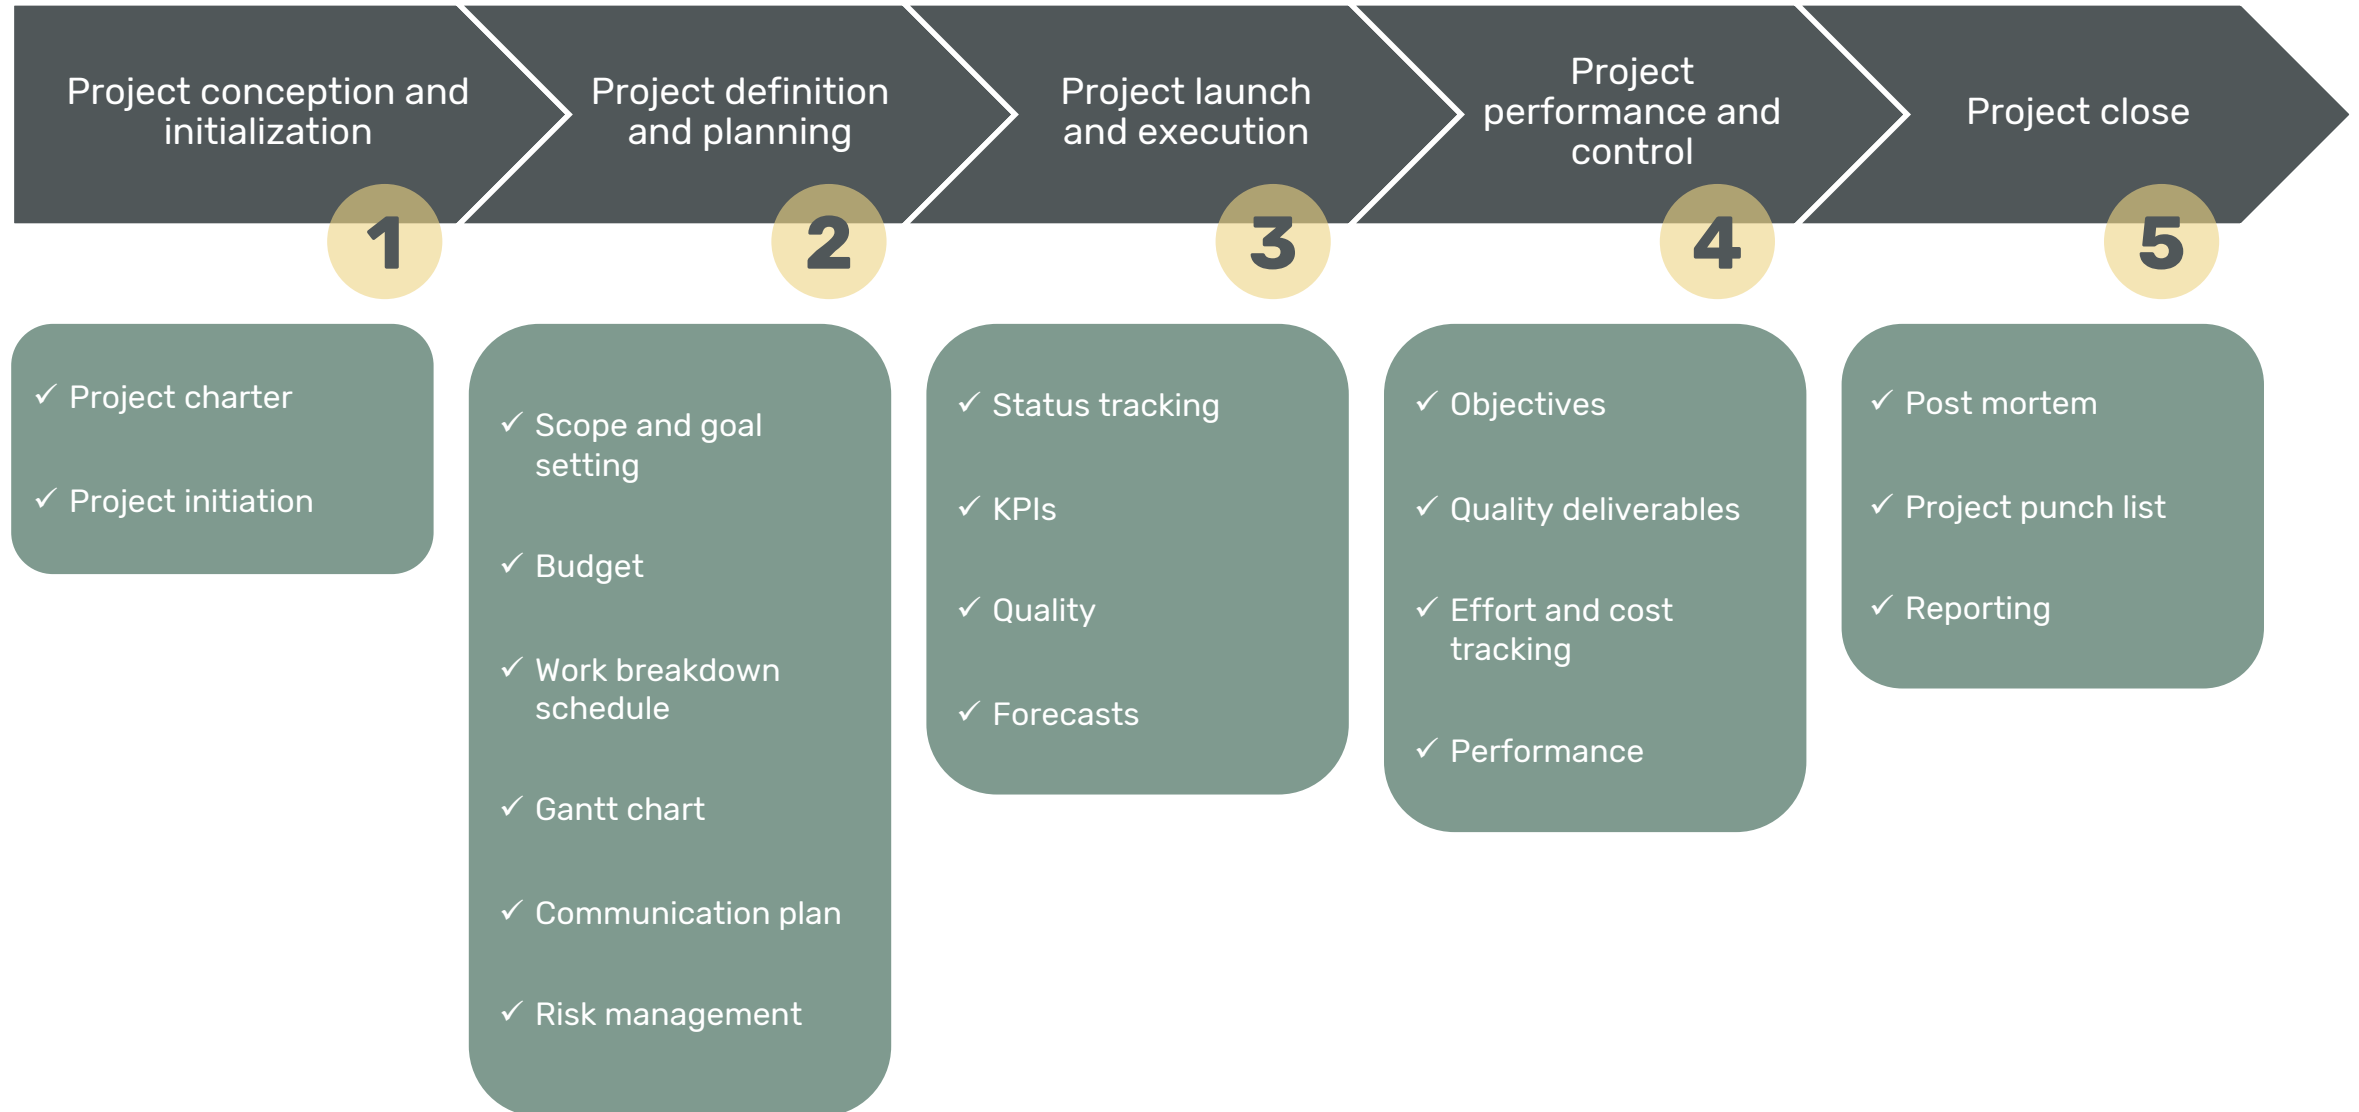 Project conception and
initialization
1
Project definition
and planning
2
Project launch
and execution
3
Project
performance and
control
4
Project close
5
✓ Project charter
✓ Project initiation
✓ Scope and goal
setting
✓ Budget
✓ Work breakdown
schedule
✓ Gantt chart
✓ Communication plan
✓ Risk management
✓ Status tracking
✓ KPIs
✓ Quality
✓ Forecasts
✓ Objectives
✓ Quality deliverables
✓ Effort and cost
tracking
✓ Performance
✓ Post mortem
✓ Project punch list
✓ Reporting